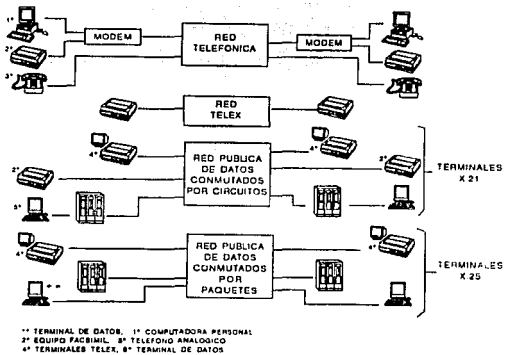 1°
MODEM
RED
TELEFONICA
MODEM
2°
3°
RED
TELEX
4°
4°
RED PUBLICA
DE DATOS
CONMUTADOS
POR CIRCUITOS
2°
2°
TERMINALES
X 21
5°
4°
RED PUBLICA
DE DATOS
CONMUTADOS
POR
PAQUETES
TERMINALES
X.25
**
** TERMINAL DE DATOS, 1° COMPUTADORA PERSONAL
2° EQUIPO FACSIMIL, 3° TELEFONO ANALOGICO
4° TERMINALES TELEX, 5° TERMINAL DE DATOS